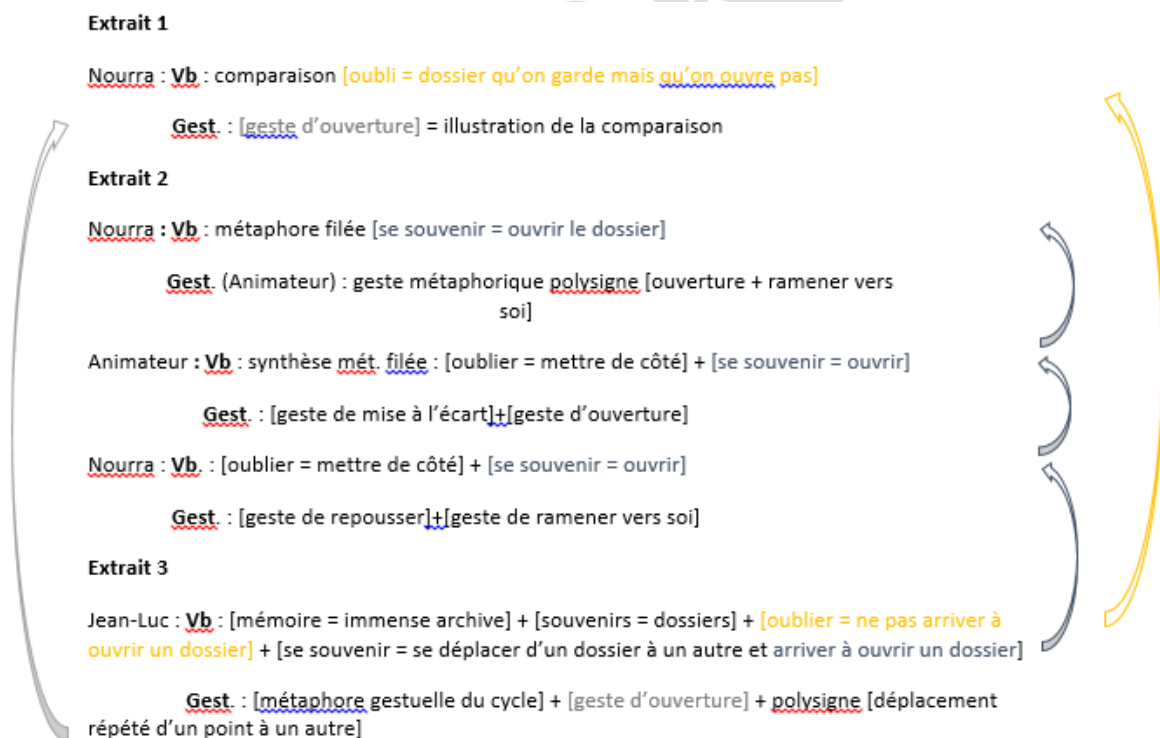 Extrait 1
Nourra : Vb : comparaison [oubli = dossier qu'on garde mais qu'on ouvre pas]
Gest. : [geste d'ouverture] = illustration de la comparaison
Extrait 2
Nourra : Vb : métaphore filée [se souvenir = ouvrir le dossier]
Gest. (Animateur) : geste métaphorique polysigne [ouverture + ramener vers
soi]
Animateur : Vb : synthèse mét. filée : [oublier = mettre de côté] + [se souvenir = ouvrir]
Gest. : [geste de mise à l'écart]+[geste d'ouverture]
Nourra : Vb. : [oublier = mettre de côté] + [se souvenir = ouvrir]
Gest. : [geste de repousser]+[geste de ramener vers soi]
Extrait 3
Jean-Luc : Vb : [mémoire = immense archive] + [souvenirs = dossiers] + [oublier = ne pas arriver à
ouvrir un dossier] + [se souvenir = se déplacer d'un dossier à un autre et arriver à ouvrir un dossier]
Gest. : [métaphore gestuelle du cycle] + [geste d'ouverture] + polysigne [déplacement
répété d'un point à un autre]